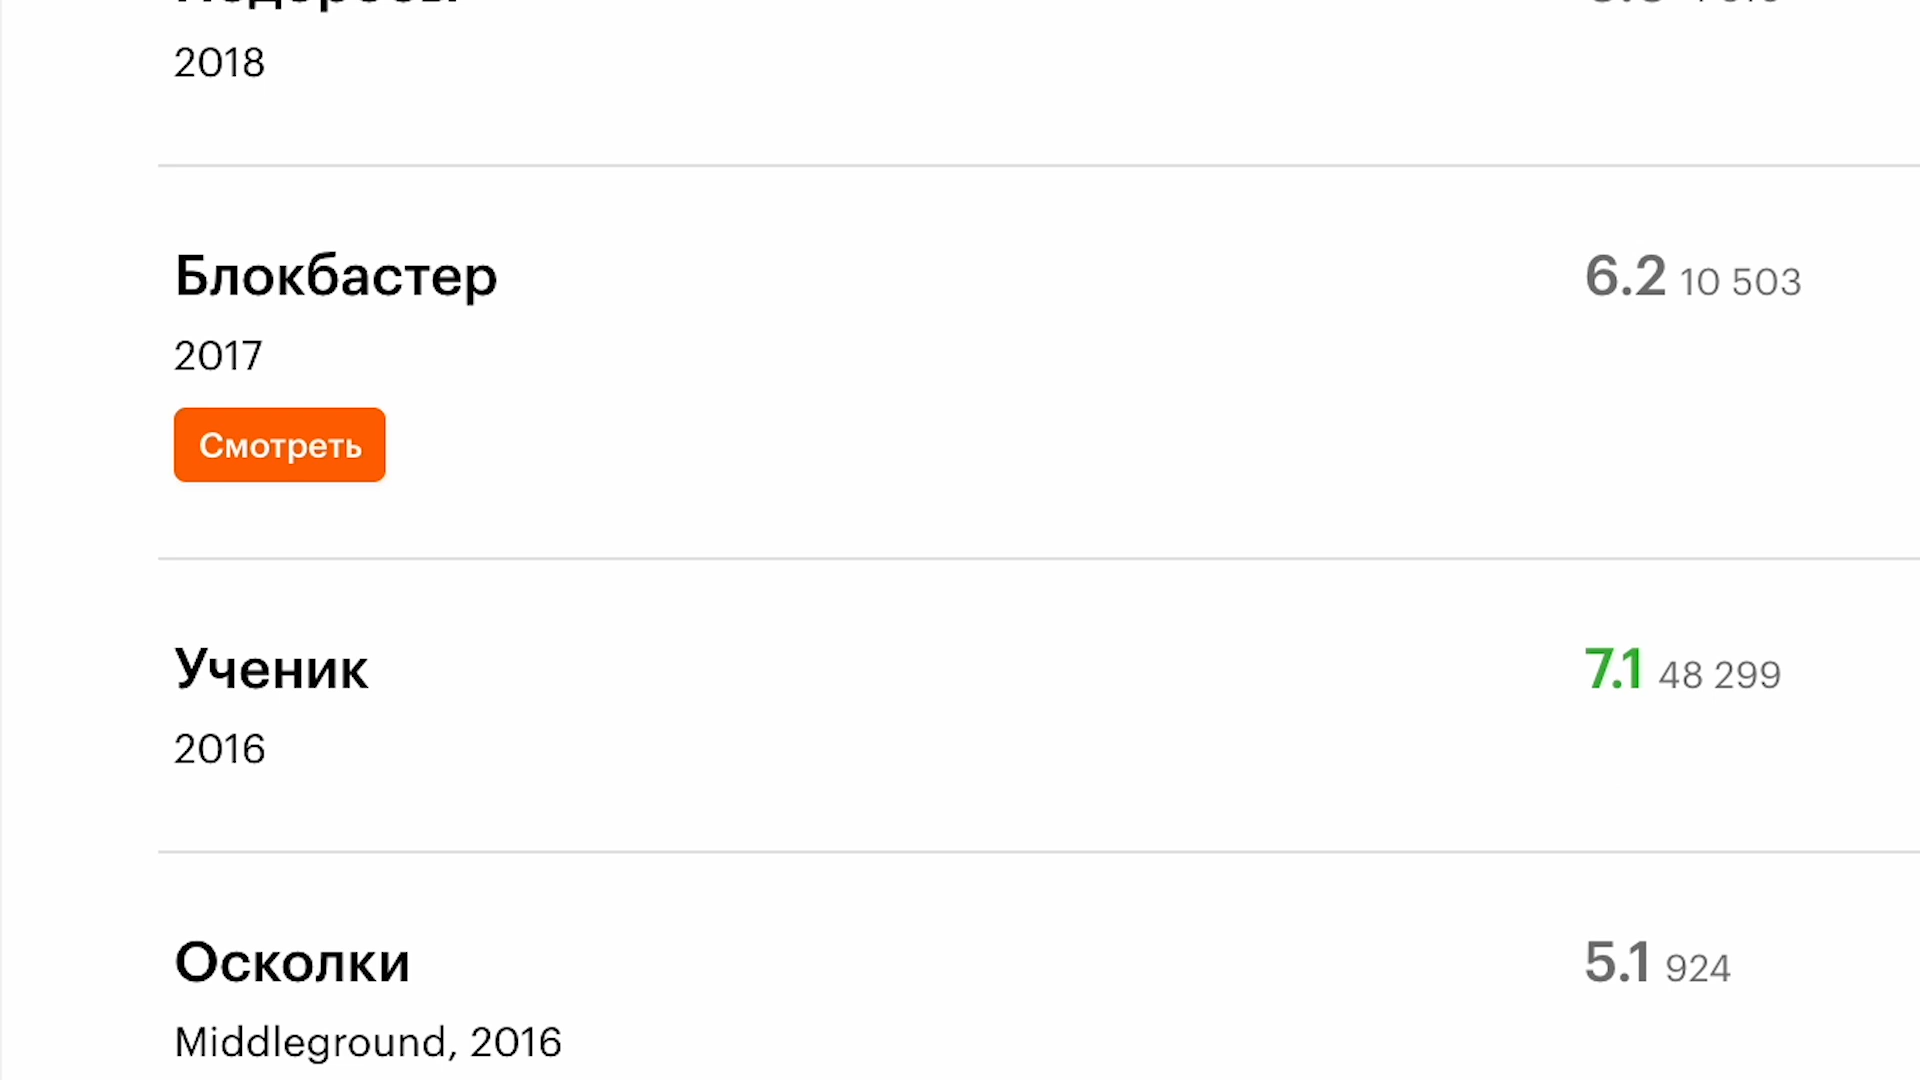 2018
Блокбастер
6.2 10 503
2017
Смотреть
Ученик
7.1 48 299
2016
Осколки
5.1 924
Middleground, 2016